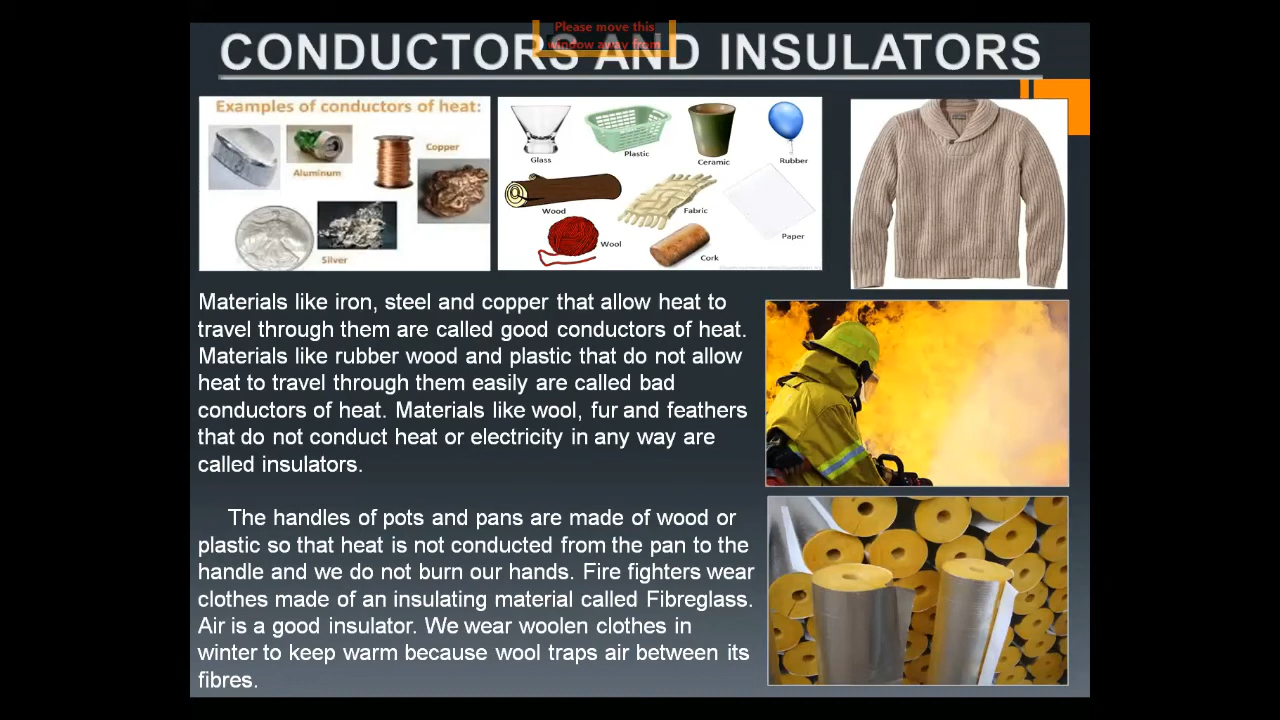 Please move this
window away from
CONDUCTORS AND INSULATORS
Examples of conductors of heat:
Aluminum
Copper
Silver
Glass
Plastic
Ceramic
Rubber
Wood
Fabric
Paper
Wool
Cork
Materials like iron, steel and copper that allow heat to
travel through them are called good conductors of heat.
Materials like rubber wood and plastic that do not allow
heat to travel through them easily are called bad
conductors of heat. Materials like wool, fur and feathers
that do not conduct heat or electricity in any way are
called insulators.
The handles of pots and pans are made of wood or
plastic so that heat is not conducted from the pan to the
handle and we do not burn our hands. Fire fighters wear
clothes made of an insulating material called Fibreglass.
Air is a good insulator. We wear woolen clothes in
winter to keep warm because wool traps air between its
fibres.